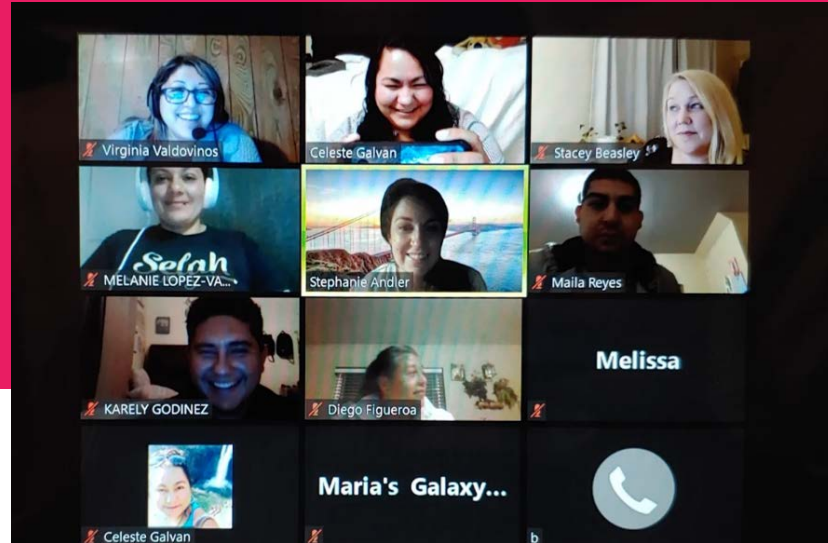 Virginia Valdovinos
Celeste Galvan
Stacey Beasley
Selah
MELANIE LOPEZ-VA...
Stephanie Andler
Maila Reyes
KARELY GODINEZ
Diego Figueroa
Melissa
Celeste Galvan
Maria's Galaxy...
b